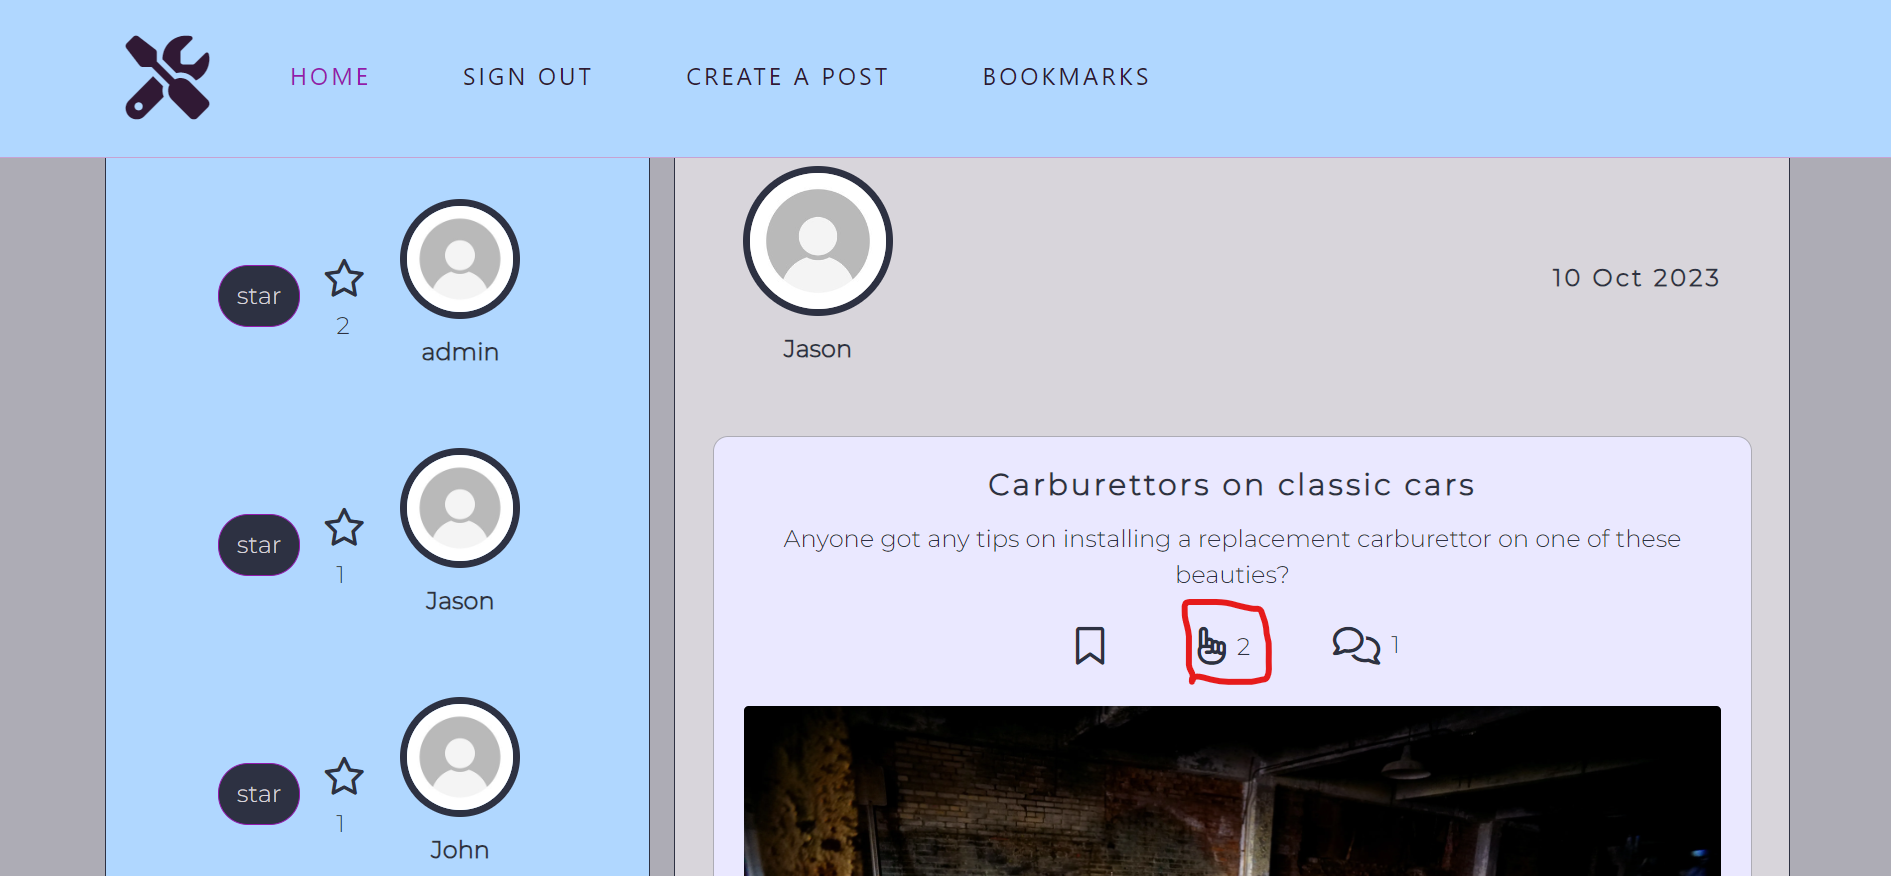 HOME SIGN OUT CREATE A POST BOOKMARKS
star
2
admin
star
1
Jason
star
1
John
Jason
10 Oct 2023
Carburettors on classic cars
Anyone got any tips on installing a replacement carburettor on one of these
beauties?
2 1